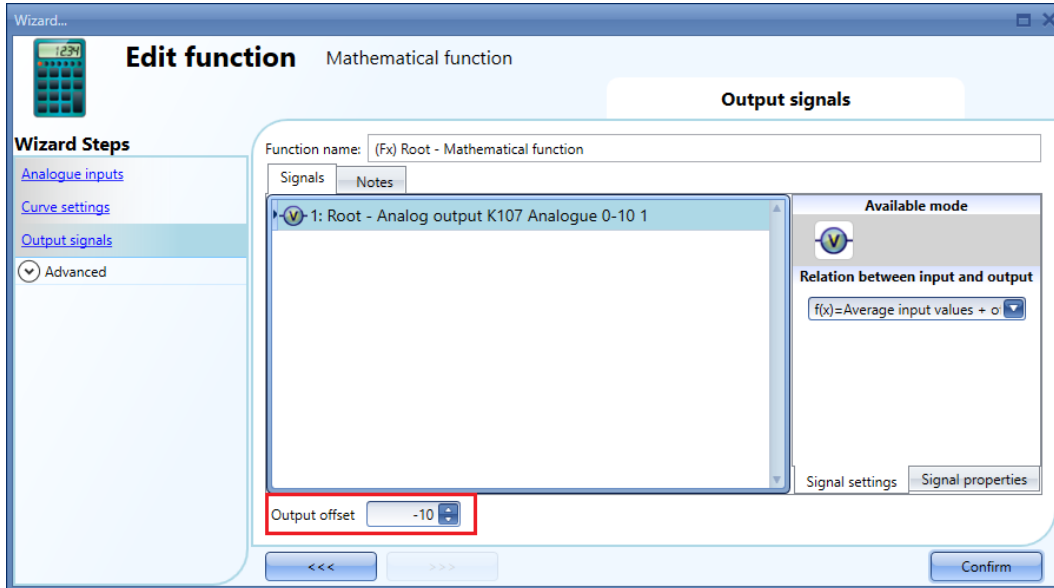 Wizard...
1234
Edit function Mathematical function
Output signals
Wizard Steps
Analogue inputs
Curve settings
Output signals
Advanced
Function name: (Fx) Root - Mathematical function
Signals Notes
V 1: Root - Analog output K107 Analogue 0-10 1
Available mode
V
Relation between input and output
f(x)=Average input values + o
Signal settings Signal properties
Output offset -10
<<< >>> Confirm